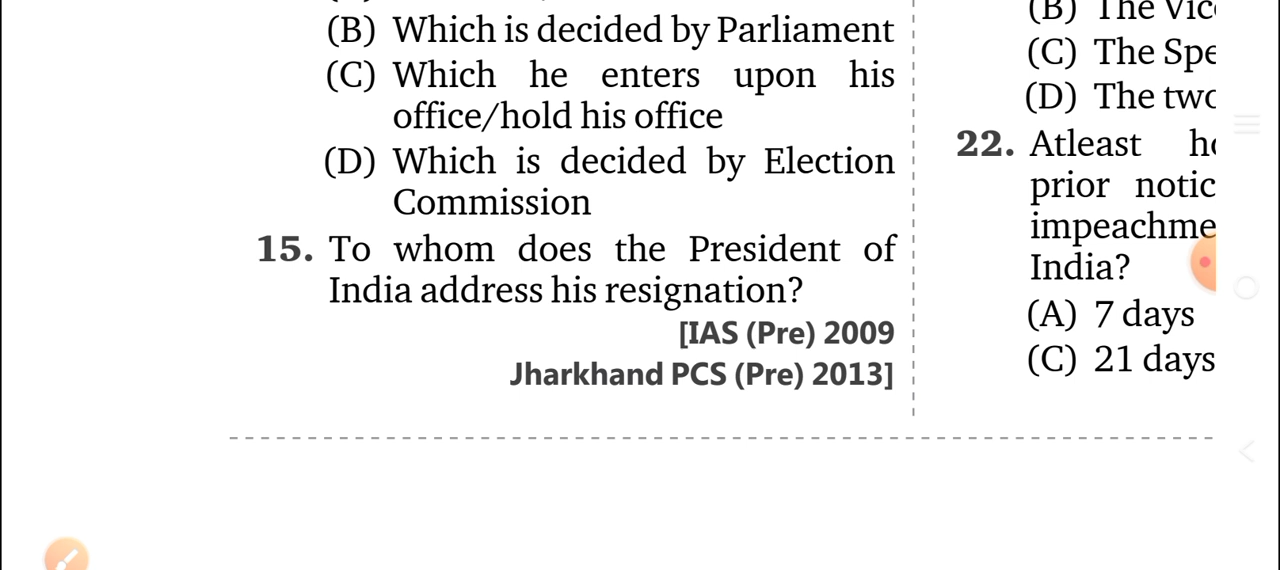 (B) Which is decided by Parliament
(C) Which he enters upon his
office/hold his office
(D) Which is decided by Election
Commission
15. To whom does the President of
India address his resignation?
[IAS (Pre) 2009
Jharkhand PCS (Pre) 2013]
(B) The
(C) The
(D) The
22. Atleast
prior
India?
(A) 7 days
(C) 21 days